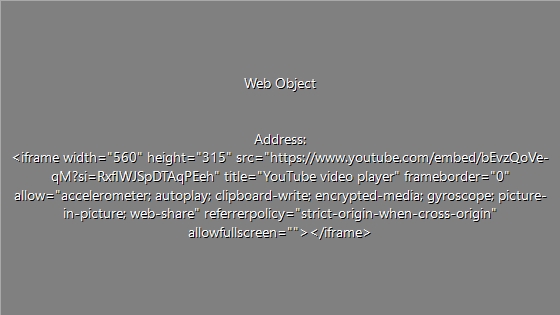 Web Object
Address:
<iframe width="560" height="315" src="https://www.youtube.com/embed/bEvzQoVe-
qM?si=RxfIWJSpDTAqPEeh" title="YouTube video player" frameborder="0"
allow="accelerometer; autoplay; clipboard-write; encrypted-media; gyroscope; picture-
in-picture; web-share" referrerpolicy="strict-origin-when-cross-origin"
allowfullscreen=""></iframe>